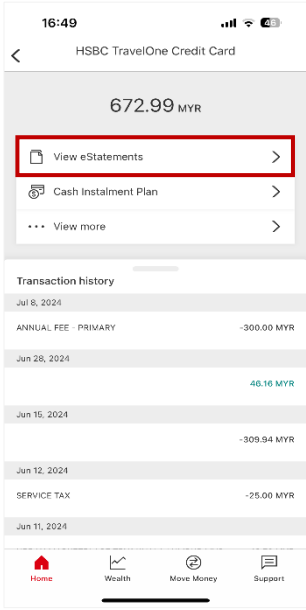 16:49
46
HSBC TravelOne Credit Card
672.99 MYR
View eStatements
Cash Instalment Plan
View more
Transaction history
Jul 8, 2024
ANNUAL FEE - PRIMARY -300.00 MYR
Jun 28, 2024
46.16 MYR
Jun 15, 2024
-309.94 MYR
Jun 12, 2024
SERVICE TAX -25.00 MYR
Jun 11, 2024
Home Wealth Move Money Support